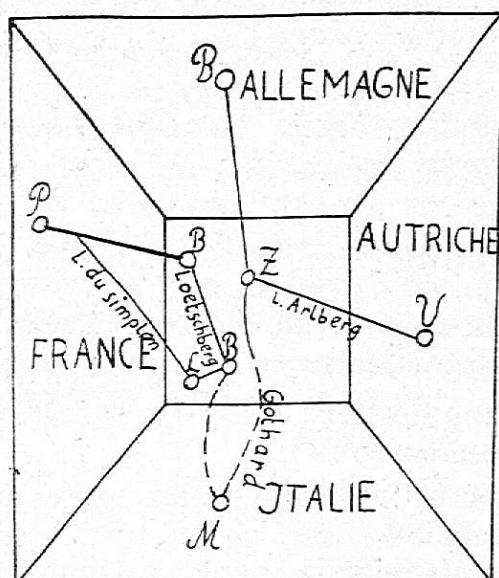 B ALLEMAGNE
P
B
AUTRICHE
Z
L. du simplon
Loetschberg
L. Arlberg
V
FRANCE
L
B
Gothard
JTALIE
M